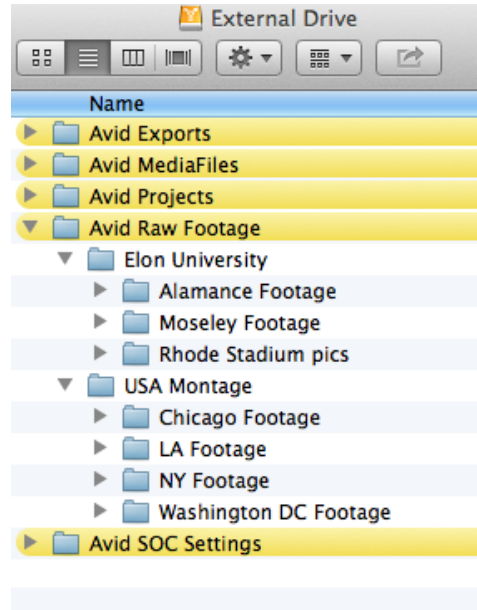 External Drive
Name
Avid Exports
Avid MediaFiles
Avid Projects
Avid Raw Footage
Elon University
Alamance Footage
Moseley Footage
Rhode Stadium pics
USA Montage
Chicago Footage
LA Footage
NY Footage
Washington DC Footage
Avid SOC Settings